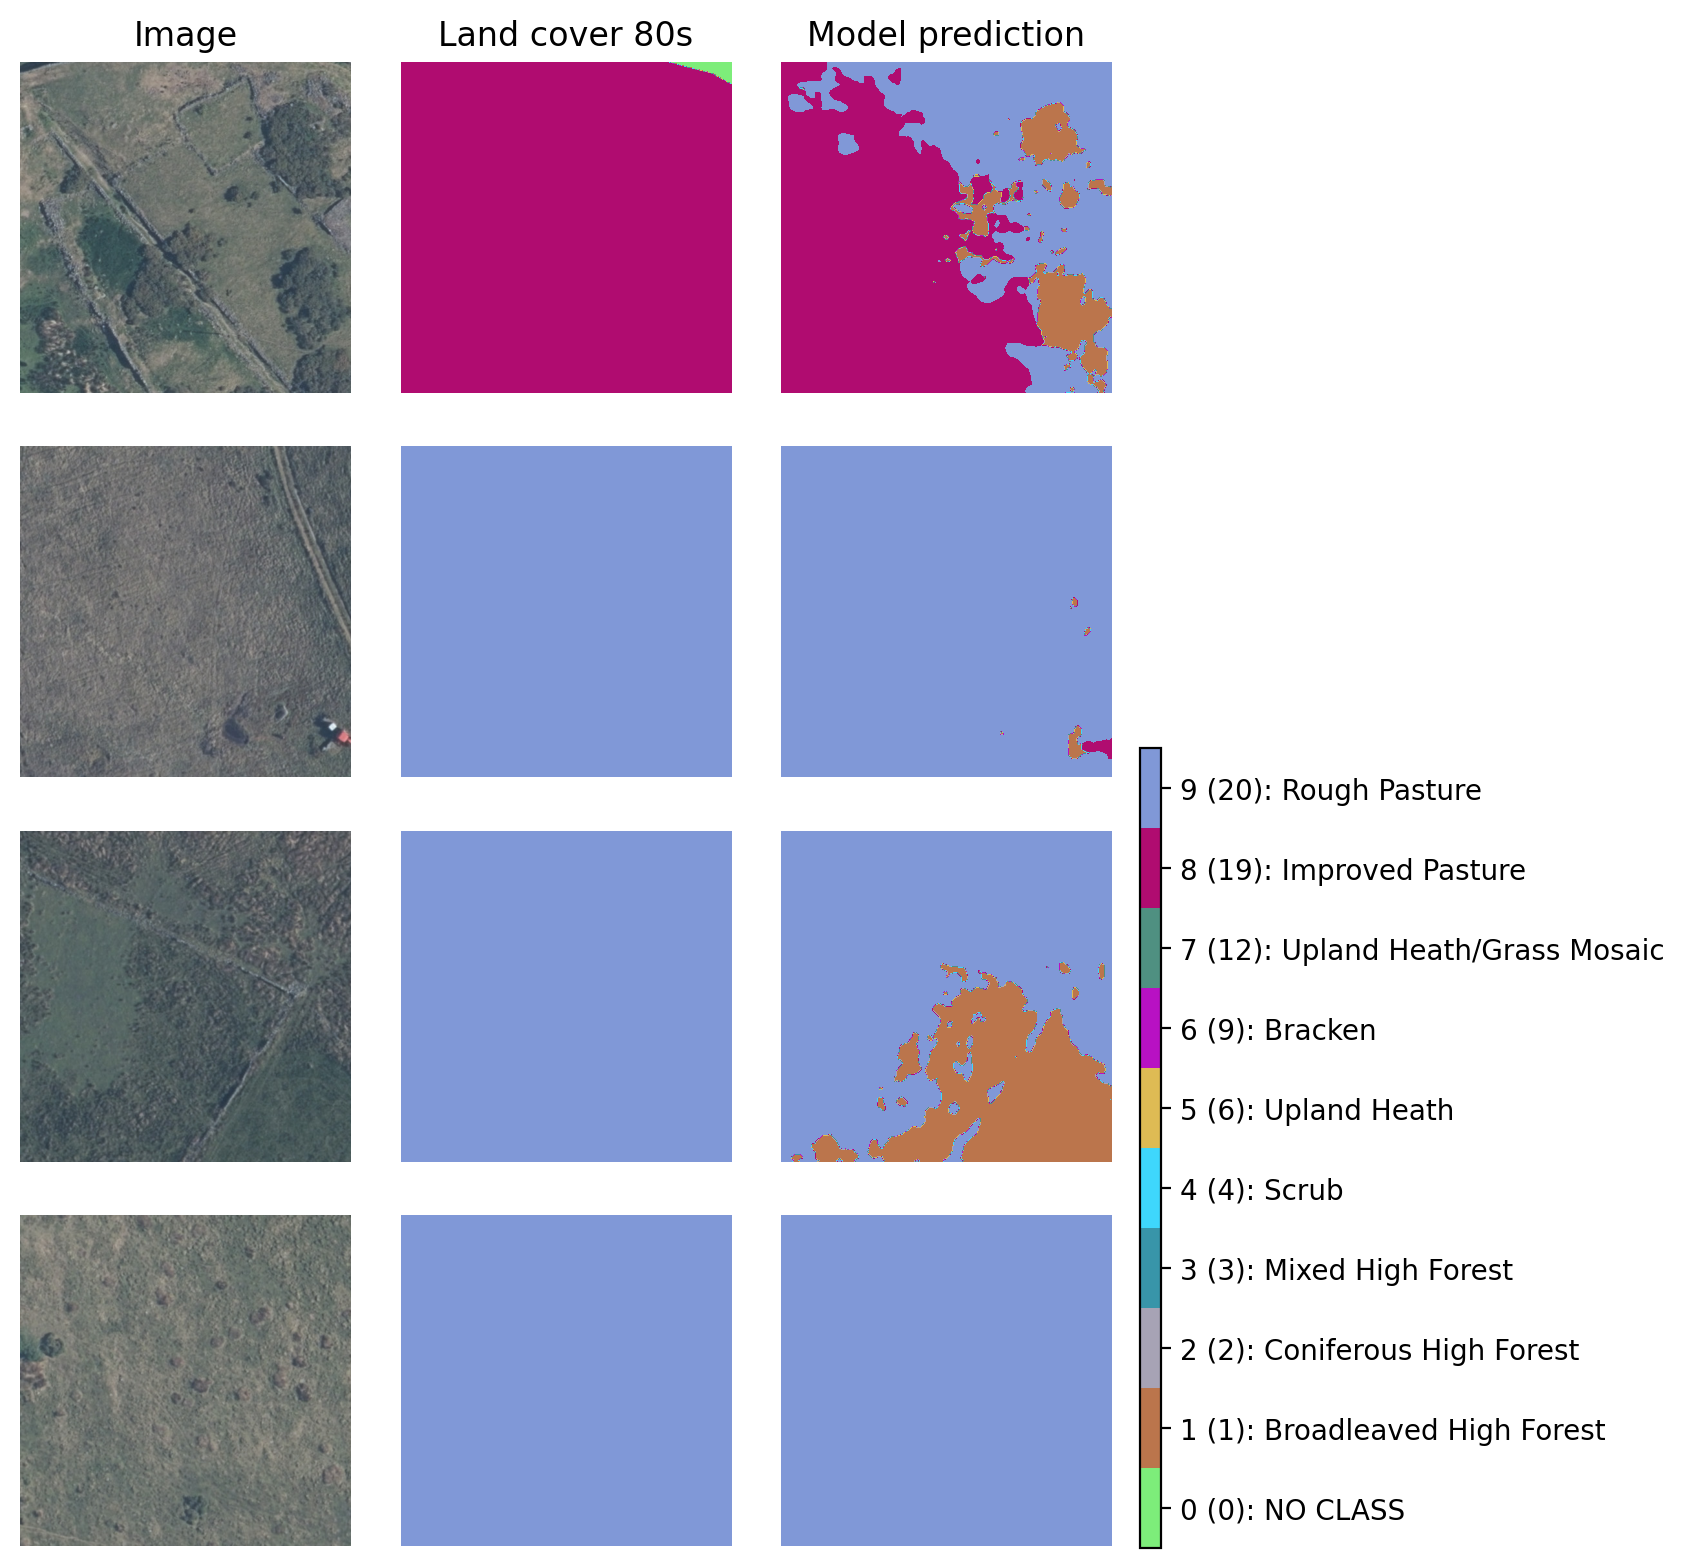 Image
Land cover 80s
Model prediction
9 (20): Rough Pasture
8 (19): Improved Pasture
7 (12): Upland Heath/Grass Mosaic
6 (9): Bracken
5 (6): Upland Heath
4 (4): Scrub
3 (3): Mixed High Forest
2 (2): Coniferous High Forest
1 (1): Broadleaved High Forest
0 (0): NO CLASS